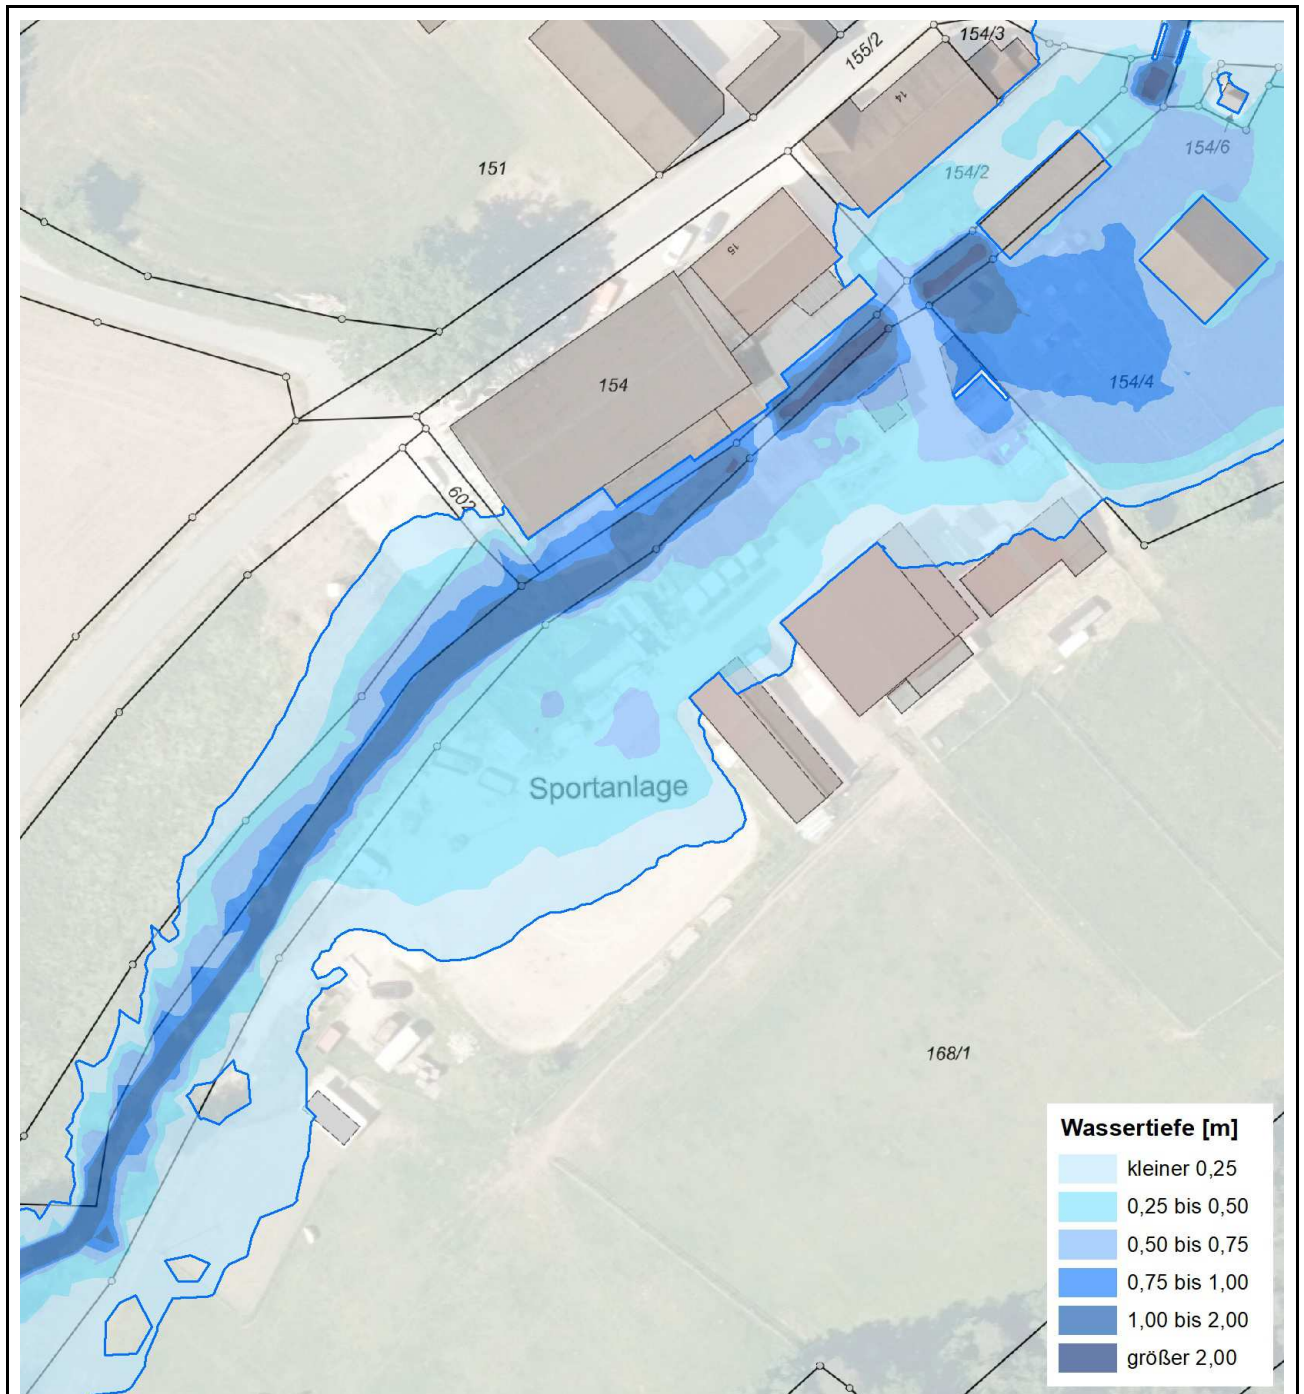 154/3
155/2
14
151
154/6
154/2
15
154
154/4
602
Sportanlage
168/1
Wassertiefe [m]
kleiner 0,25
0,25 bis 0,50
0,50 bis 0,75
0,75 bis 1,00
1,00 bis 2,00
größer 2,00